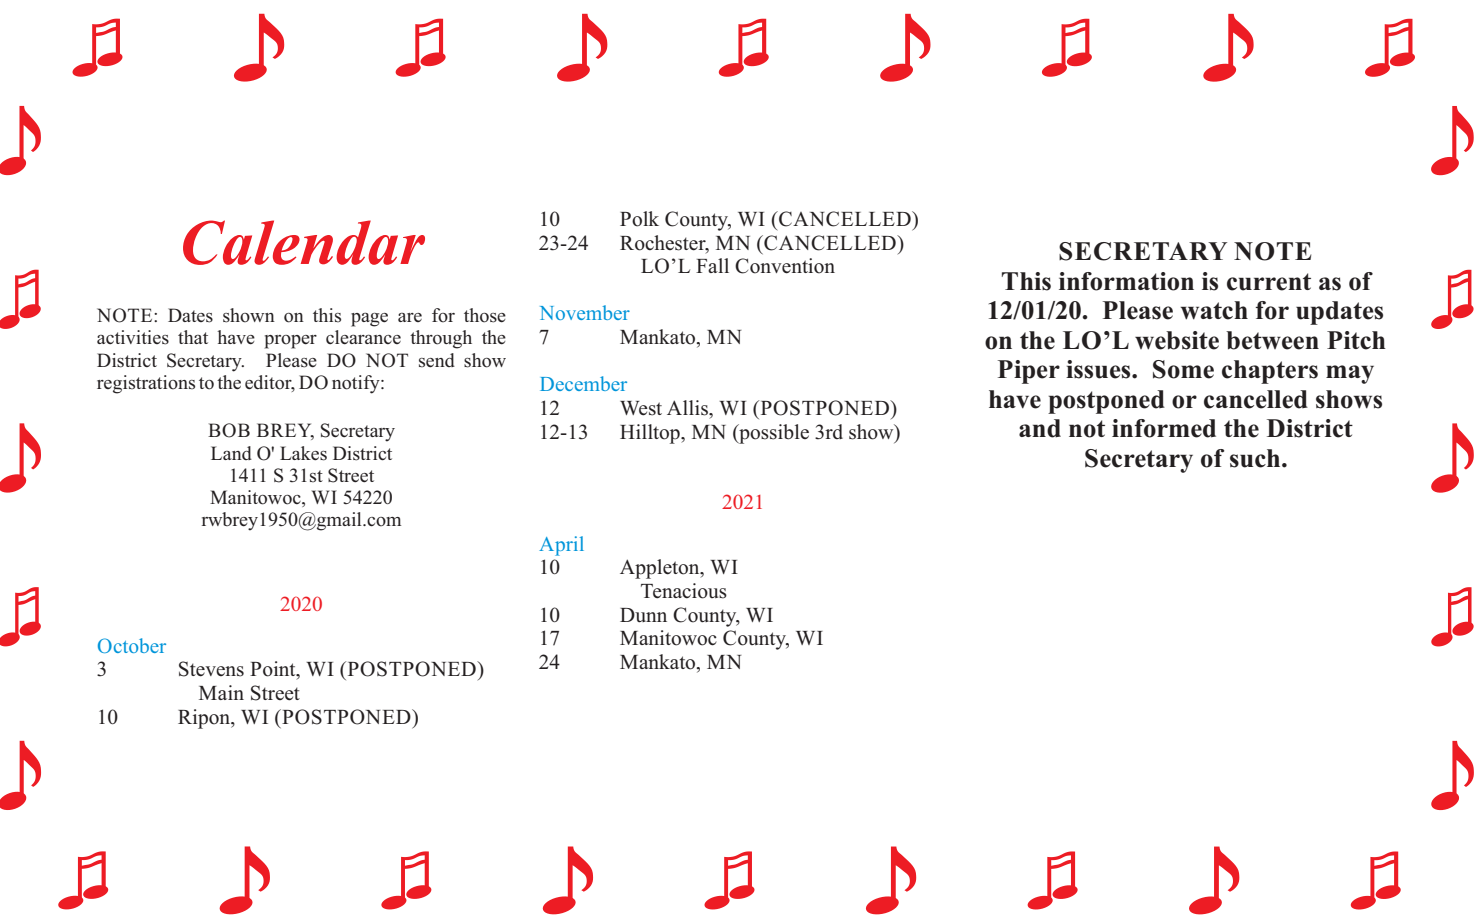 Calendar
NOTE: Dates shown on this page are for those
activities that have proper clearance through the
District Secretary. Please DO NOT send show
registrations to the editor, DO notify:
BOB BREY, Secretary
Land O' Lakes District
1411 S 31st Street
Manitowoc, WI 54220
rwbrey1950@gmail.com
2020
October
3 Stevens Point, WI (POSTPONED)
Main Street
10 Ripon, WI (POSTPONED)
10 Polk County, WI (CANCELLED)
23-24 Rochester, MN (CANCELLED)
LO’L Fall Convention
November
7 Mankato, MN
December
12 West Allis, WI (POSTPONED)
12-13 Hilltop, MN (possible 3rd show)
2021
April
10 Appleton, WI
Tenacious
10 Dunn County, WI
17 Manitowoc County, WI
24 Mankato, MN
SECRETARY NOTE
This information is current as of
12/01/20. Please watch for updates
on the LO’L website between Pitch
Piper issues. Some chapters may
have postponed or cancelled shows
and not informed the District
Secretary of such.